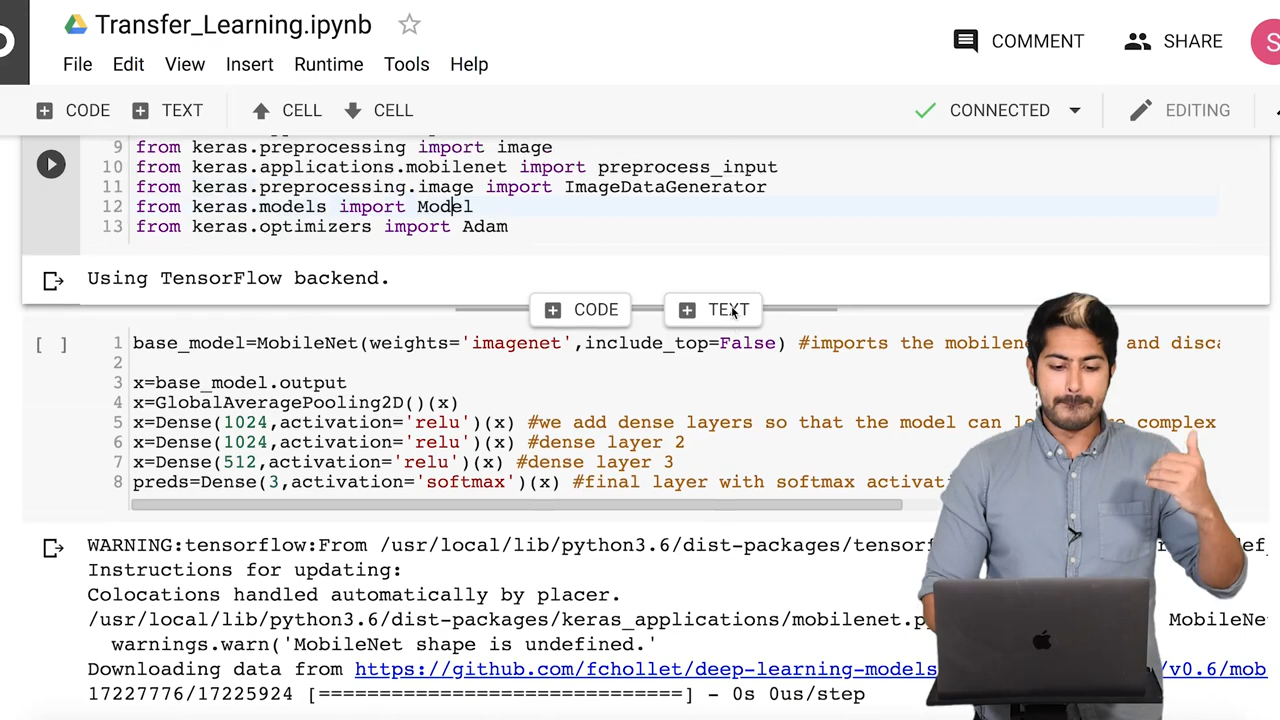 Transfer_Learning.ipynb
COMMENT
SHARE
S
File Edit View Insert Runtime Tools Help
CODE TEXT CELL CELL
CONNECTED EDITING
9 from keras.preprocessing import image
10 from keras.applications.mobilenet import preprocess_input
11 from keras.preprocessing.image import ImageDataGenerator
12 from keras.models import Model
13 from keras.optimizers import Adam
Using TensorFlow backend.
CODE TEXT
[ ] 1 base_model=MobileNet(weights='imagenet',include_top=False) #imports the and
2
3 x=base_model.output
4 x=GlobalAveragePooling2D()(x)
5 x=Dense(1024,activation='relu')(x) #we add dense layers so that the model can complex
6 x=Dense(1024,activation='relu')(x) #dense layer 2
7 x=Dense(512,activation='relu')(x) #dense layer 3
8 preds=Dense(3,activation='softmax')(x) #final layer with softmax
WARNING:tensorflow:From /usr/local/lib/python3.6/dist-packages/
Instructions for updating:
Colocations handled automatically by placer.
/usr/local/lib/python3.6/dist-packages/keras_applications/
warnings.warn('MobileNet shape is undefined.'
Downloading data from https://github.com/fchollet/deep-learning-models /v0.6/
17227776/17225924 [==============================] - 0s 0us/step